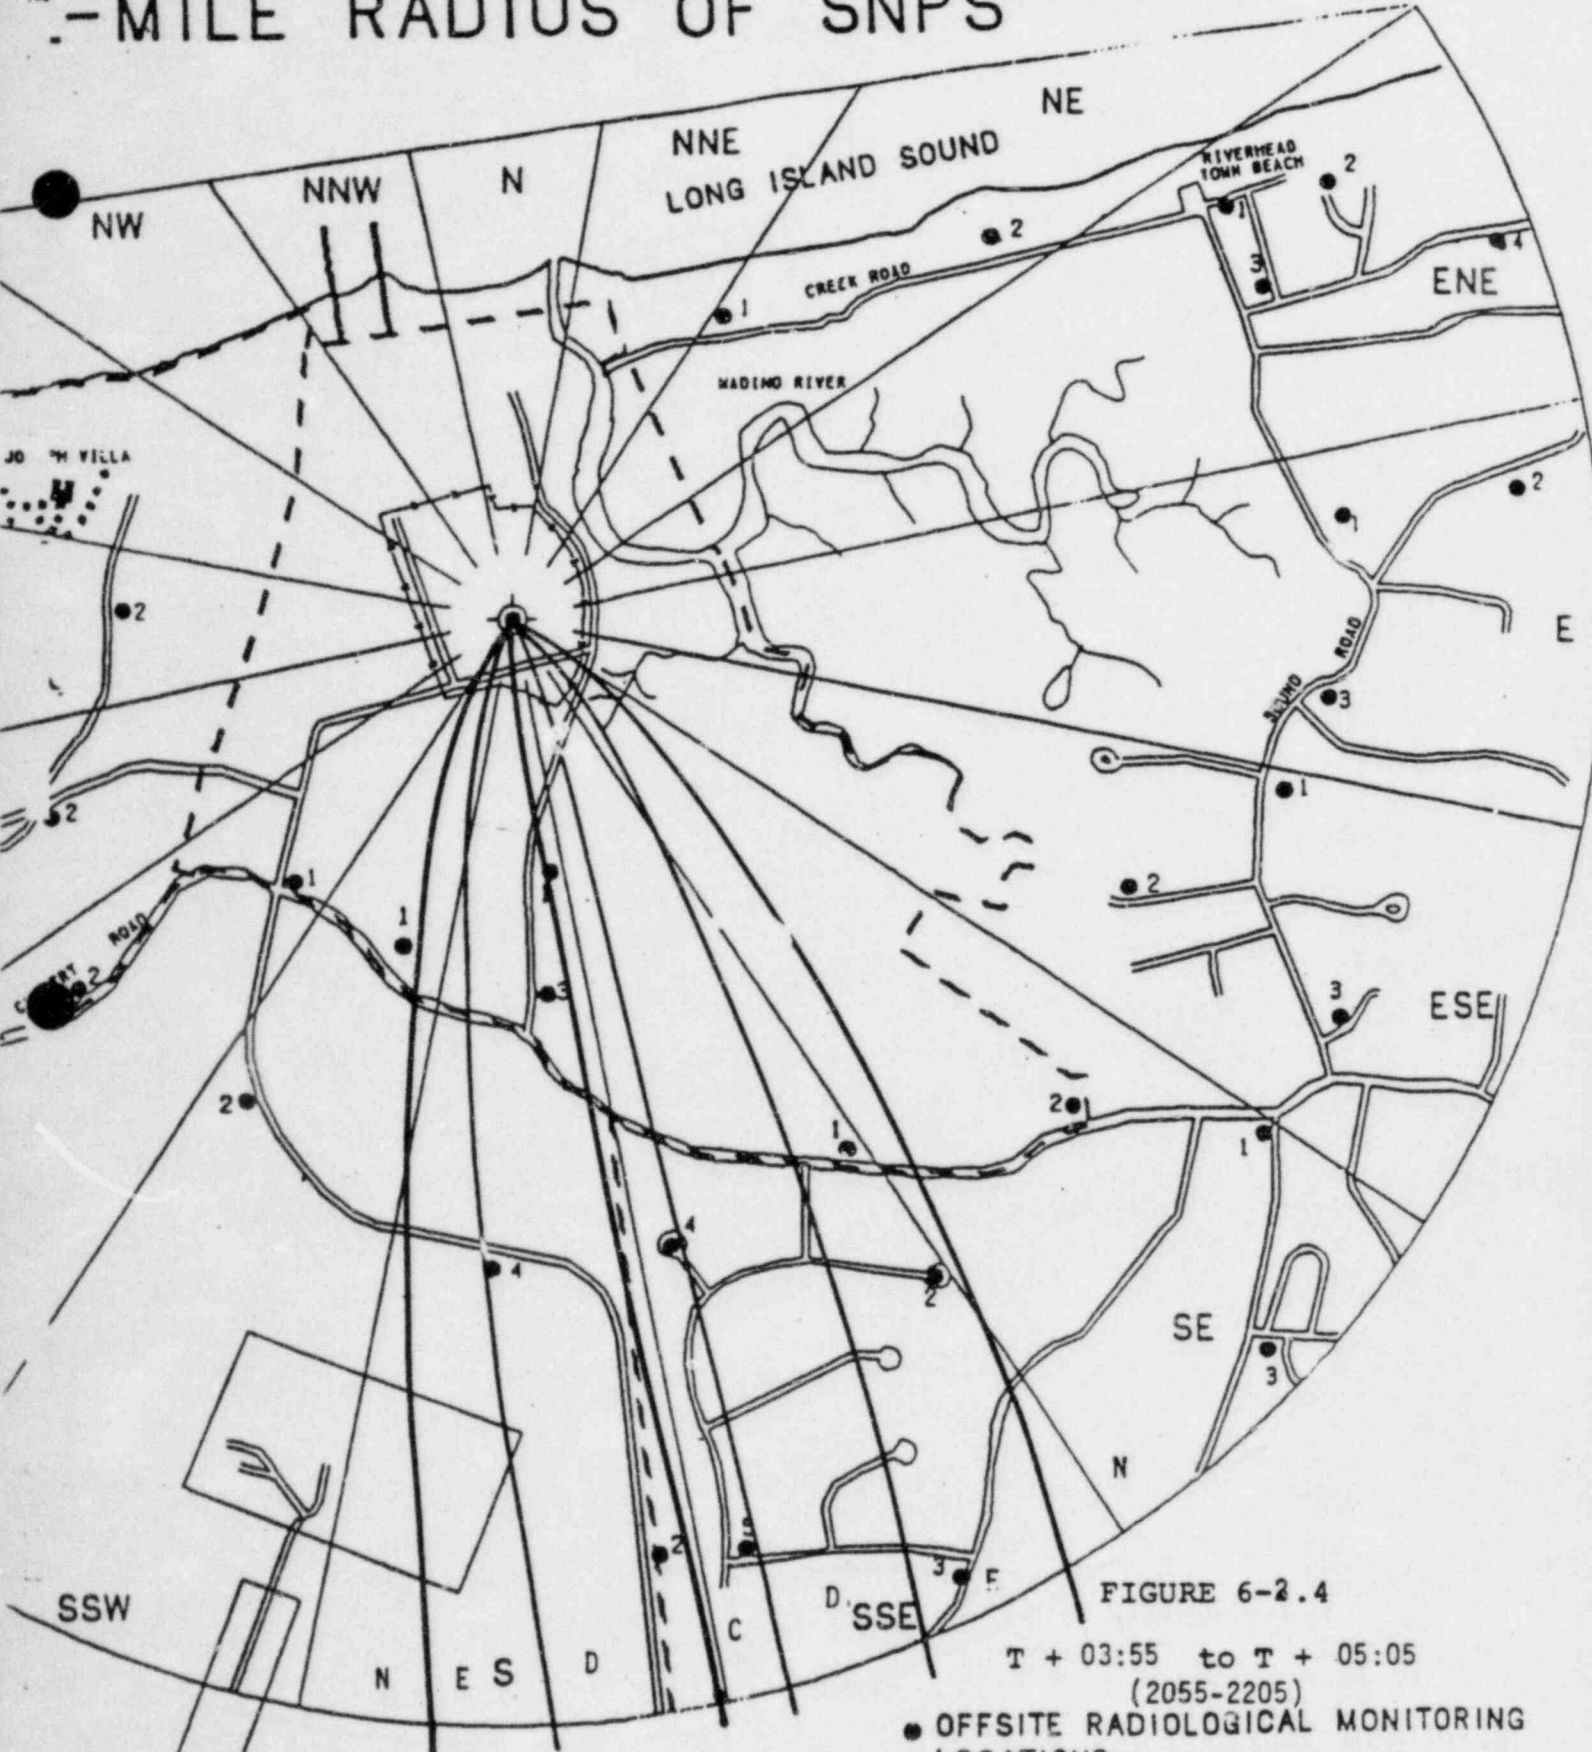 -MILE RADIUS OF SNPS
NE
NNE
LONG ISLAND SOUND
N
NNW
NW
RIVERHEAD
TOWN BEACH
2
1
2
4
3
ENE
CREEK ROAD
1
WADING RIVER
VILLA
2
1
2
E
ROAD
SOUND
3
1
2
2
1
ROAD
2
1
3
3
ESE
2
2
1
1
4
4
2
SE
3
N
2
3
E
D
SSE
C
SSW
N
E
S
D
FIGURE 6-2.4
T + 03:55 to T + 05:05
(2055-2205)
OFFSITE RADIOLOGICAL MONITORING